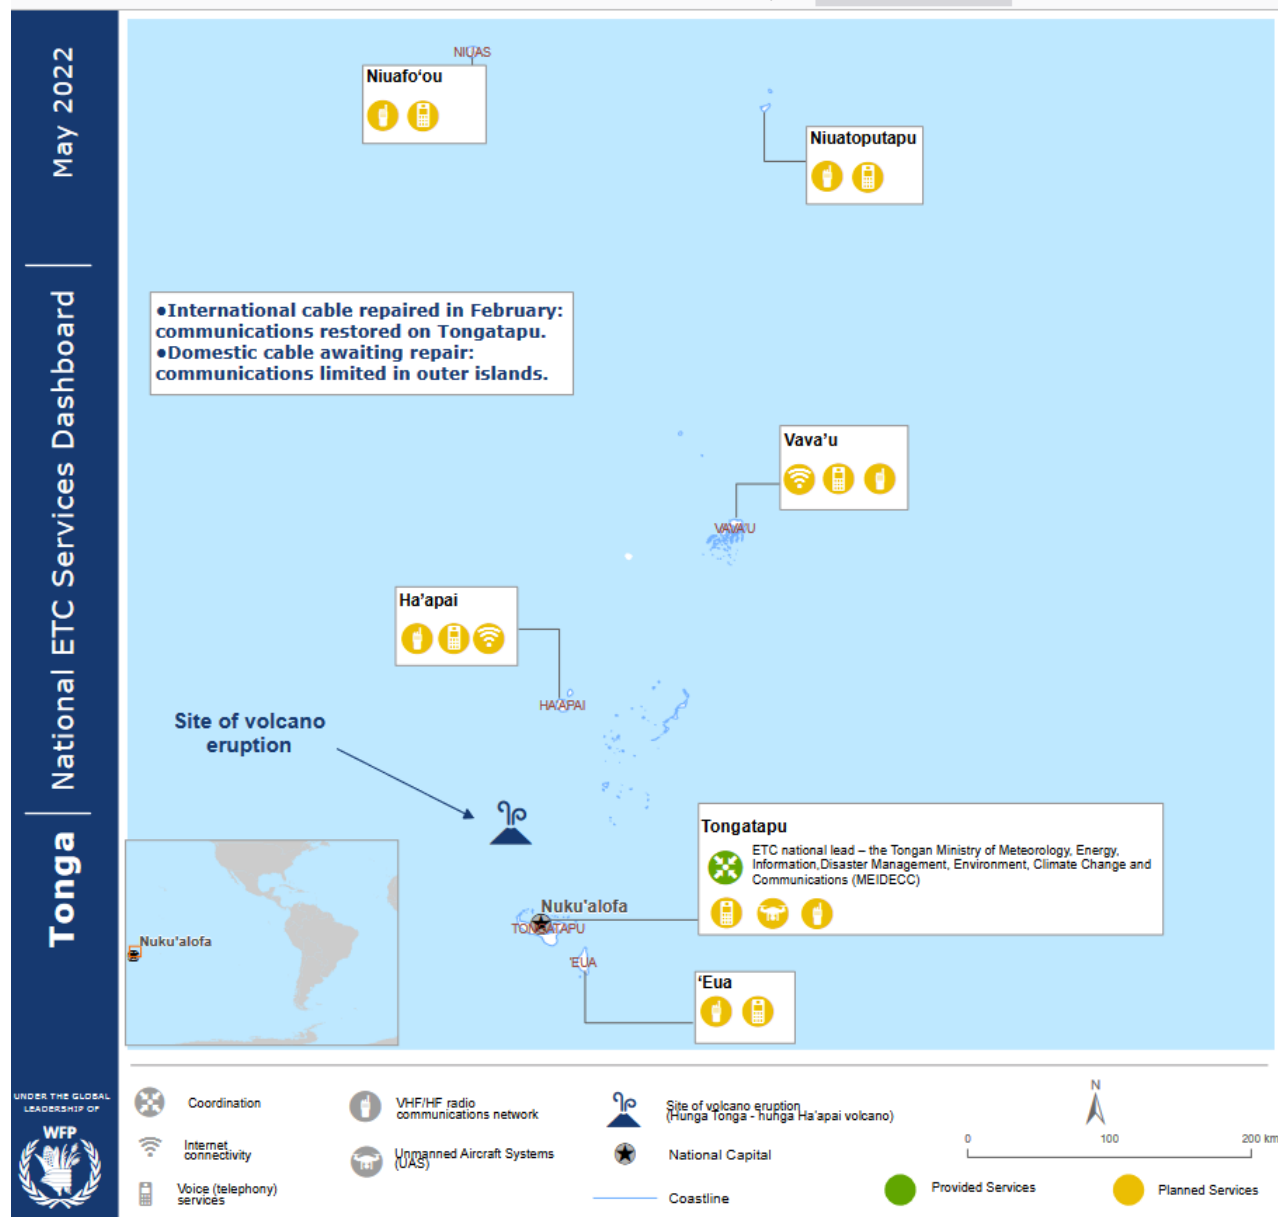 May 2022
National ETC Services Dashboard
Tonga
NIUAS
Niuafo‘ou
Niuatoputapu
●International cable repaired in February:
communications restored on Tongatapu.
●Domestic cable awaiting repair:
communications limited in outer islands.
Vava’u
VAVA'U
Ha’apai
HA'APAI
Site of volcano
eruption
Tongatapu
ETC national lead – the Tongan Ministry of Meteorology, Energy,
Information,Disaster Management, Environment, Climate Change and
Communications (MEIDECC)
Nuku'alofa
TONGATAPU
'EUA
‘Eua
Nuku'alofa
UNDER THE GLOBAL
LEADERSHIP OF
WFP
Coordination
Internet
connectivity
Voice (telephony)
services
VHF/HF radio
communications network
Unmanned Aircraft Systems
(UAS)
Site of volcano eruption
(Hunga Tonga - hunga Ha'apai volcano)
National Capital
Coastline
N
0 100 200 km
Provided Services
Planned Services